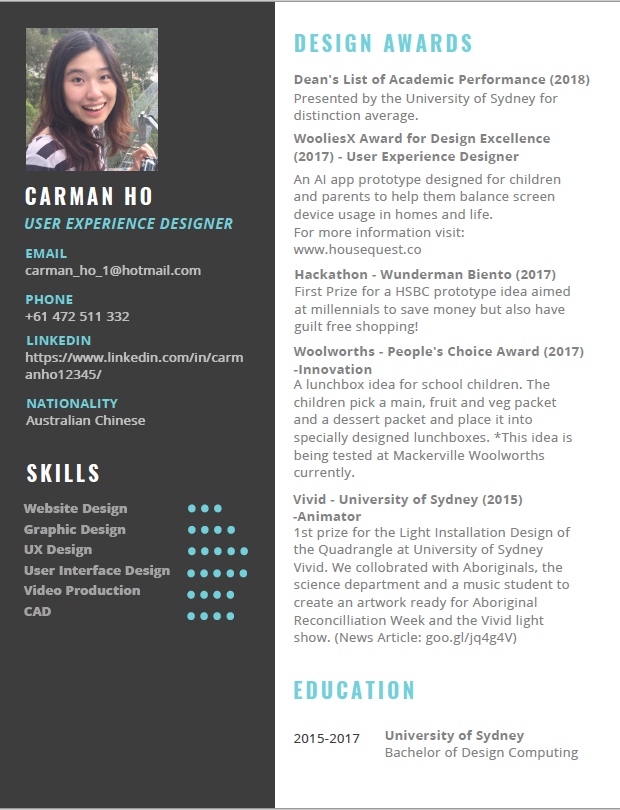 CARMAN HO
USER EXPERIENCE DESIGNER
EMAIL
carman_ho_1@hotmail.com
PHONE
+61 472 511 332
LINKEDIN
https://www.linkedin.com/in/carm
anho12345/
NATIONALITY
Australian Chinese
SKILLS
Website Design
Graphic Design
UX Design
User Interface Design
Video Production
CAD
DESIGN AWARDS
Dean's List of Academic Performance (2018)
Presented by the University of Sydney for
distinction average.
WooliesX Award for Design Excellence
(2017) - User Experience Designer
An AI app prototype designed for children
and parents to help them balance screen
device usage in homes and life.
For more information visit:
www.housequest.co
Hackathon - Wunderman Biento (2017)
First Prize for a HSBC prototype idea aimed
at millennials to save money but also have
guilt free shopping!
Woolworths - People's Choice Award (2017)
-Innovation
A lunchbox idea for school children. The
children pick a main, fruit and veg packet
and a dessert packet and place it into
specially designed lunchboxes. *This idea is
being tested at Mackerville Woolworths
currently.
Vivid - University of Sydney (2015)
-Animator
1st prize for the Light Installation Design of
the Quadrangle at University of Sydney
Vivid. We collobrated with Aboriginals, the
science department and a music student to
create an artwork ready for Aboriginal
Reconcilliation Week and the Vivid light
show. (News Article: goo.gl/jq4g4V)
EDUCATION
2015-2017
University of Sydney
Bachelor of Design Computing